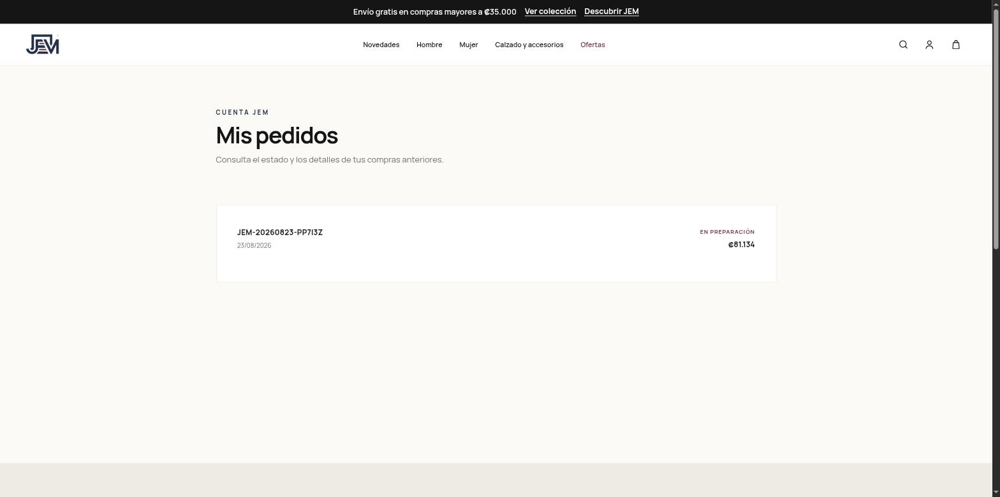 Envío gratis en compras mayores a ₡35.000 Ver colección Descubrir JEM
JEM Novedades Hombre Mujer Calzado y accesorios Ofertas
CUENTA JEM
Mis pedidos
Consulta el estado y los detalles de tus compras anteriores.
JEM-20260823-PP7I3Z EN PREPARACIÓN
23/08/2026 ₡81.134